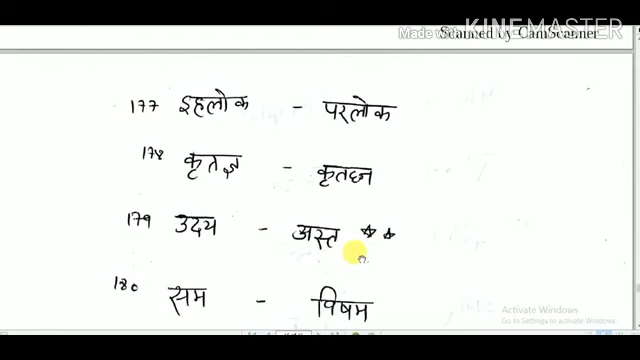 Made with KINEMASTER
Scanned by CamScanner
177 इहलोक - परलोक
178 कृतज्ञ - कृतघ्न
179 उदय - अस्त ☆☆
180 सम - विषम
Activate Windows
Go to Settings to activate Windows.